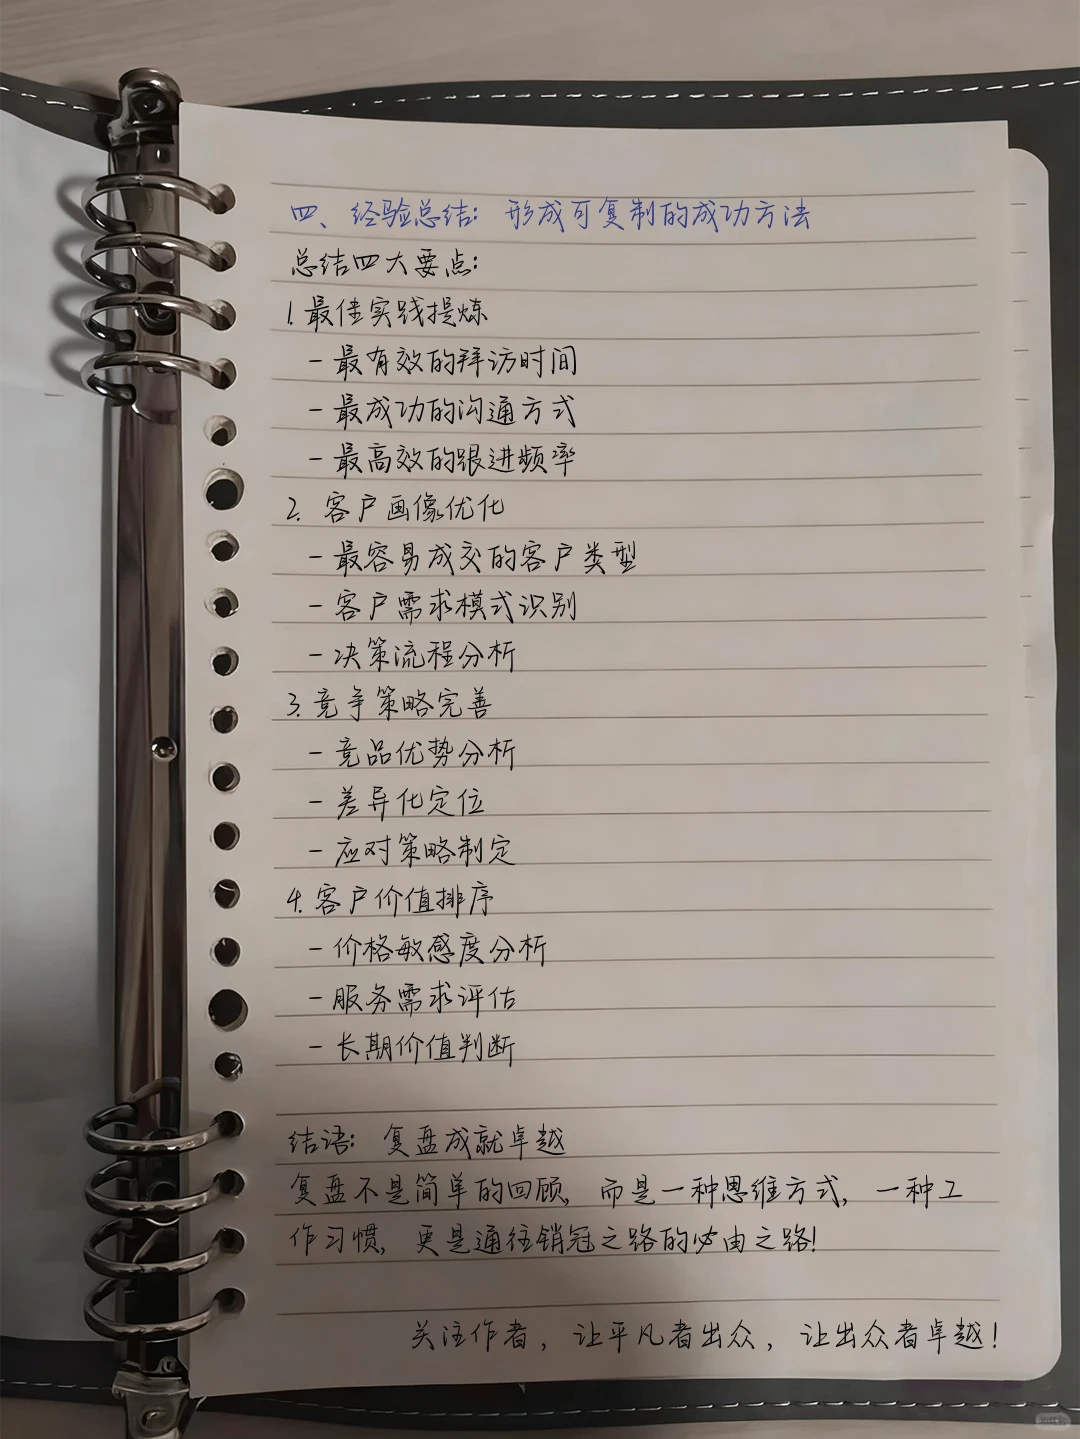 四、经验总结：形成可复制的成功方法
总结四大要点：
1.最佳实践提炼
-最有效的拜访时间
-最成功的沟通方式
-最高效的跟进频率
2.客户画像优化
-最容易成交的客户类型
-客户需求模式识别
-决策流程分析
3.竞争策略完善
-竞品优势分析
-差异化定位
-应对策略制定
4.客户价值排序
-价格敏感度分析
-服务需求评估
-长期价值判断
结语：复盘成就卓越
复盘不是简单的回顾，而是一种思维方式，一种工
作习惯，更是通往销冠之路的必由之路！
关注作者，让平凡者出众，让出众者卓越！